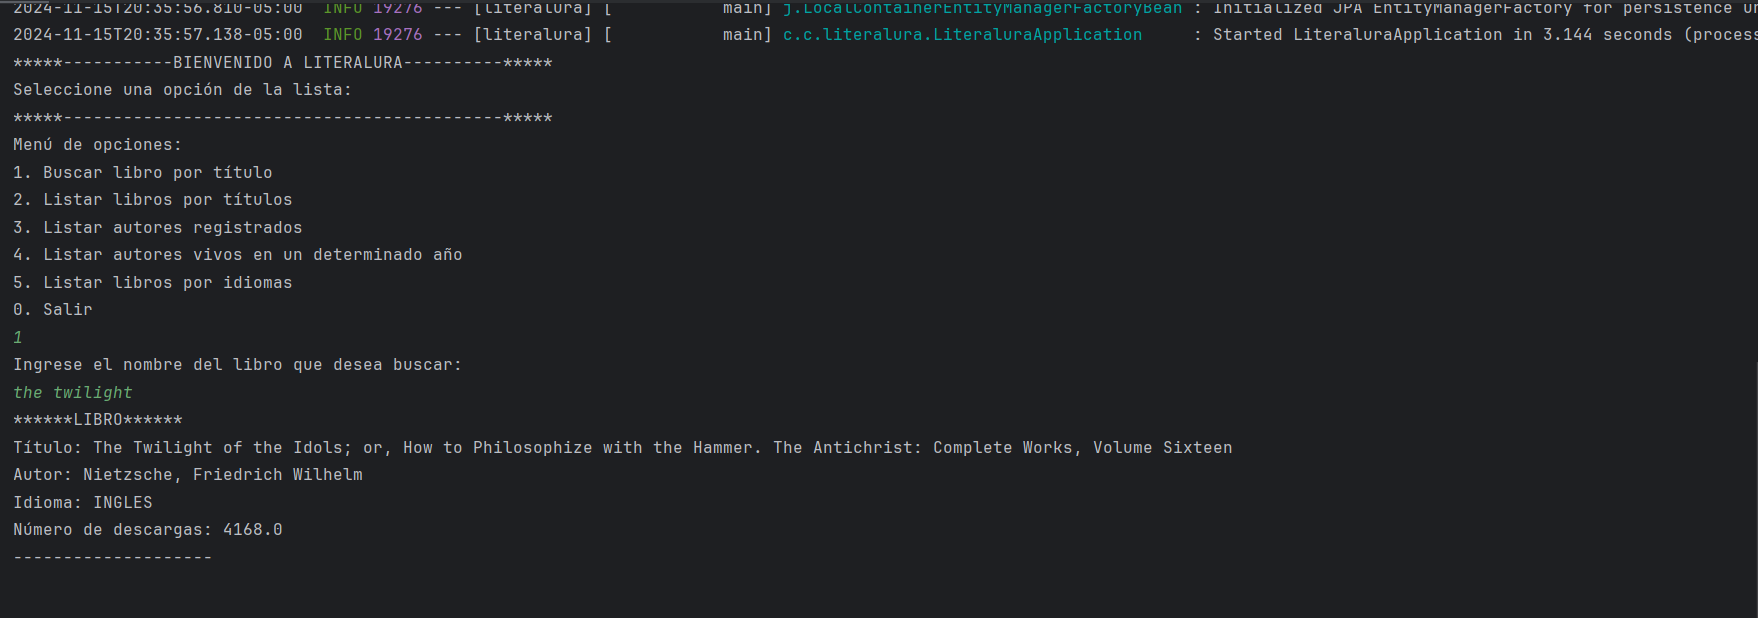 2024-11-15T20:35:56.810-05:00  INFO 19276 --- [literalura] [           main] j.LocalContainerEntityManagerFactoryBean : Initialized JPA EntityManagerFactory for persistence
2024-11-15T20:35:57.138-05:00  INFO 19276 --- [literalura] [           main] c.c.literalura.LiteraluraApplication     : Started LiteraluraApplication in 3.144 seconds (process
*****-----------BIENVENIDO A LITERALURA----------*****
Seleccione una opción de la lista:
*****--------------------------------------------*****
Menú de opciones:
1. Buscar libro por título
2. Listar libros por títulos
3. Listar autores registrados
4. Listar autores vivos en un determinado año
5. Listar libros por idiomas
0. Salir
1
Ingrese el nombre del libro que desea buscar:
the twilight
******LIBRO******
Título: The Twilight of the Idols; or, How to Philosophize with the Hammer. The Antichrist: Complete Works, Volume Sixteen
Autor: Nietzsche, Friedrich Wilhelm
Idioma: INGLES
Número de descargas: 4168.0
--------------------